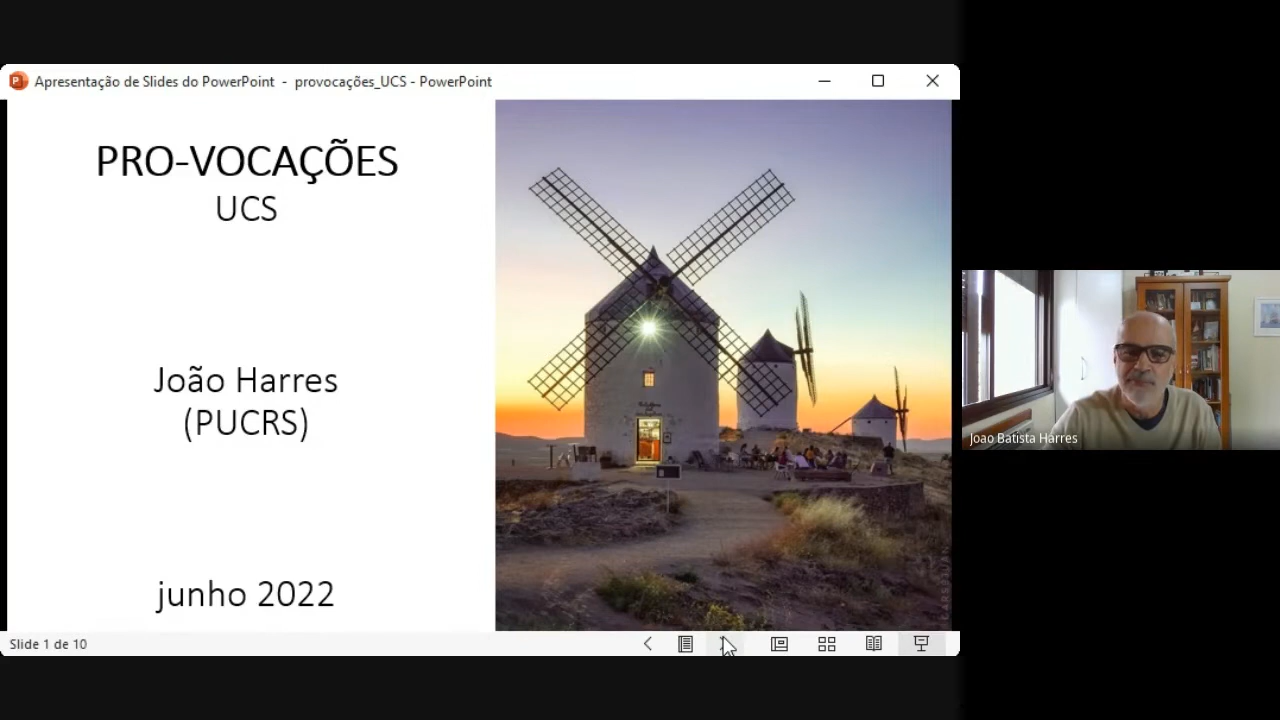 Apresentação de Slides do PowerPoint - provocações_UCS - PowerPoint
PRO-VOCAÇÕES
UCS
João Harres
(PUCRS)
junho 2022
Joao Batista Harres
Slide 1 de 10